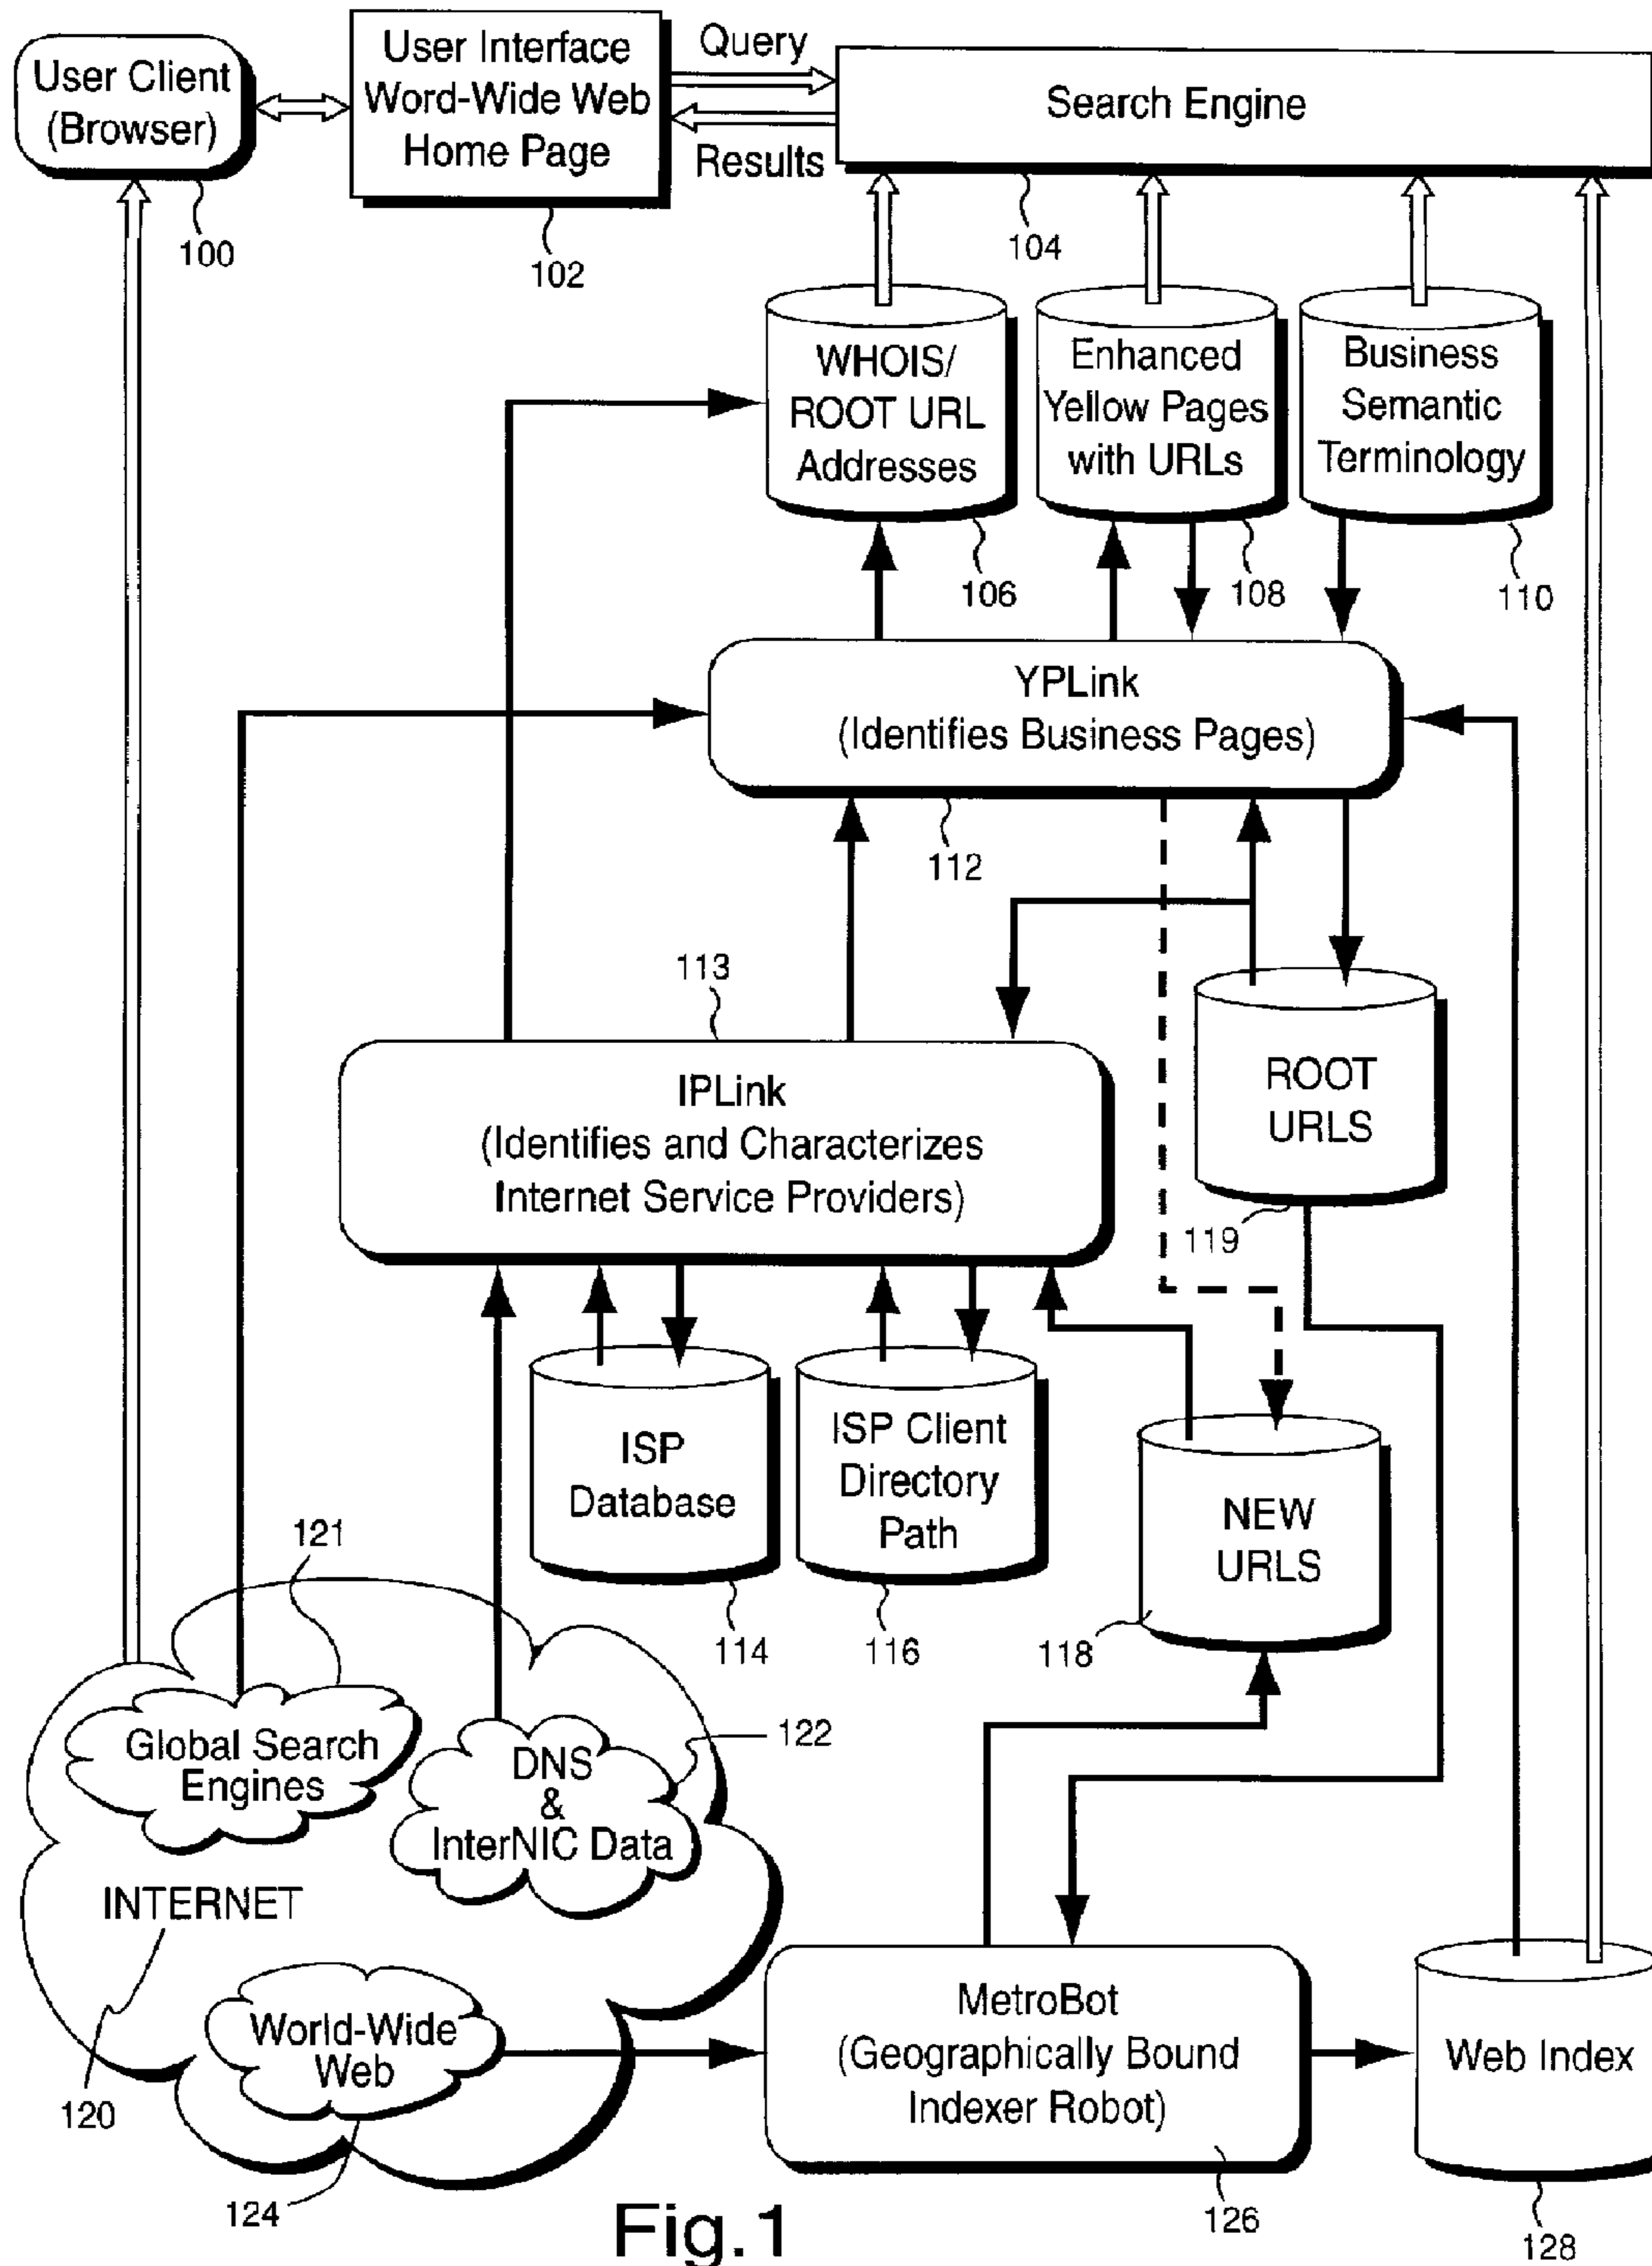 User Client
(Browser)
100
User Interface
Word-Wide Web
Home Page
102
Query
Results
Search Engine
104
WHOIS/
ROOT URL
Addresses
106
Enhanced
Yellow Pages
with URLs
108
Business
Semantic
Terminology
110
YPLink
(Identifies Business Pages)
112
113
IPLink
(Identifies and Characterizes
Internet Service Providers)
ROOT
URLS
119
ISP
Database
114
ISP Client
Directory
Path
116
NEW
URLS
118
121
Global Search
Engines
DNS
&
InterNIC Data
122
INTERNET
120
World-Wide
Web
124
MetroBot
(Geographically Bound
Indexer Robot)
126
Web Index
128
Fig.1